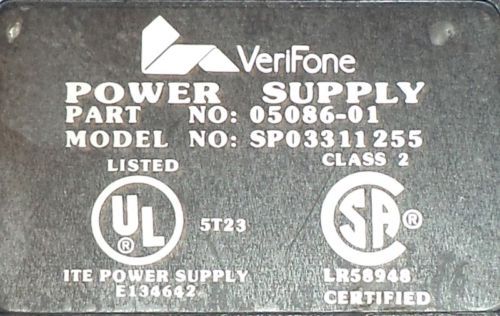 VeriFone
POWER SUPPLY
PART NO: 05086-01
MODEL NO: SP03311255
LISTED
CLASS 2
UL
®
5T23
SA
®
ITE POWER SUPPLY
E134642
LR58948
CERTIFIED